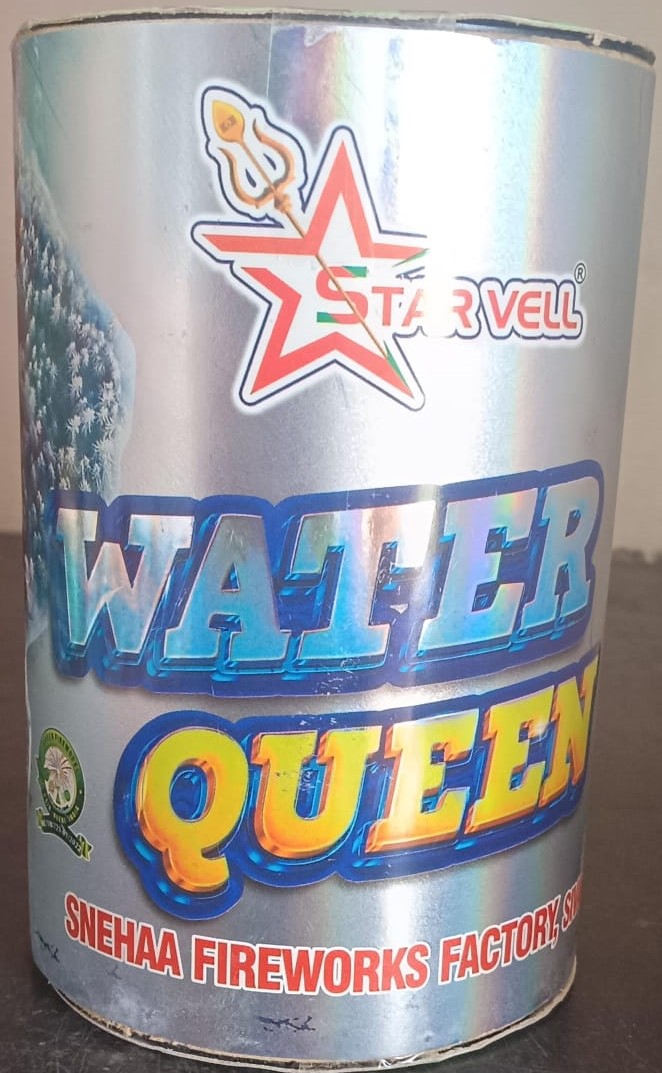 STAR VELL®
WATER
QUEEN
SNEHAA FIREWORKS FACTORY,